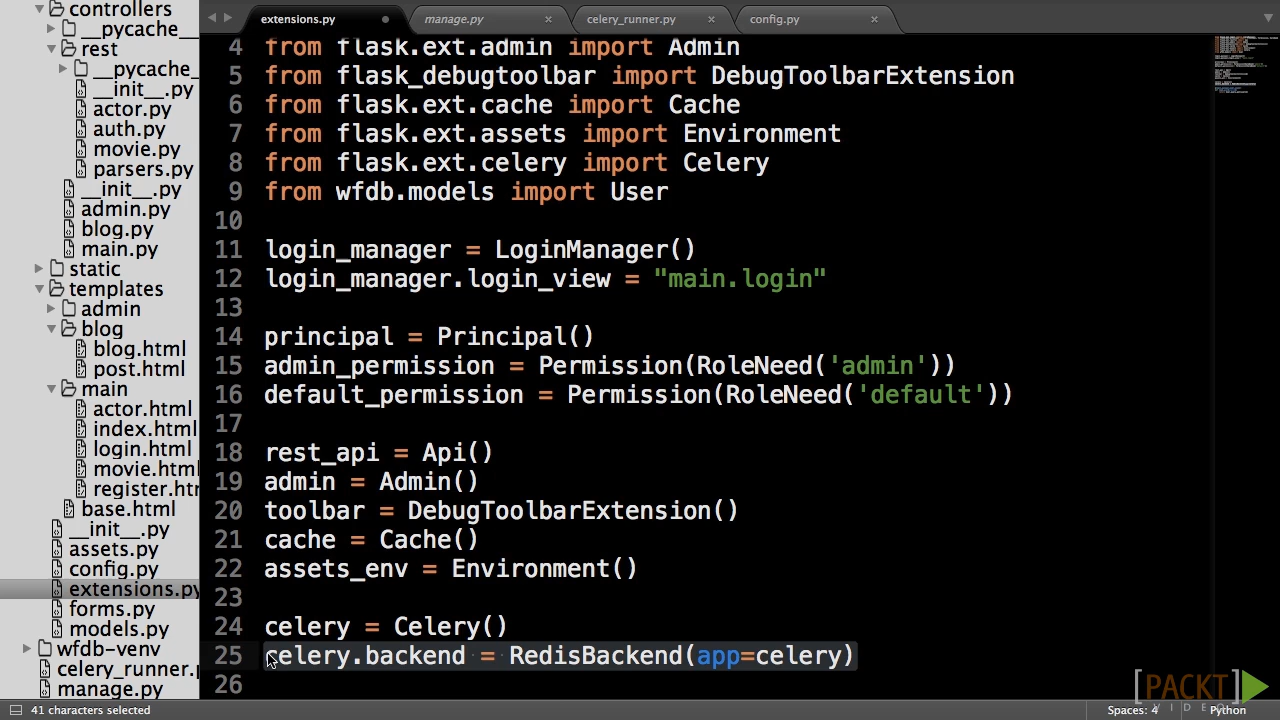 controllers
__pycache__
rest
__pycache__
__init__.py
actor.py
auth.py
movie.py
parsers.py
__init__.py
admin.py
blog.py
main.py
static
templates
admin
blog
blog.html
post.html
main
actor.html
index.html
login.html
movie.html
register.htm
base.html
__init__.py
assets.py
config.py
extensions.py
forms.py
models.py
wfdb-venv
celery_runner.p
manage.py
extensions.py manage.py celery_runner.py config.py
4 from flask.ext.admin import Admin
5 from flask_debugtoolbar import DebugToolbarExtension
6 from flask.ext.cache import Cache
7 from flask.ext.assets import Environment
8 from flask.ext.celery import Celery
9 from wfdb.models import User
10
11 login_manager = LoginManager()
12 login_manager.login_view = "main.login"
13
14 principal = Principal()
15 admin_permission = Permission(RoleNeed('admin'))
16 default_permission = Permission(RoleNeed('default'))
17
18 rest_api = Api()
19 admin = Admin()
20 toolbar = DebugToolbarExtension()
21 cache = Cache()
22 assets_env = Environment()
23
24 celery = Celery()
25 celery.backend = RedisBackend(app=celery)
26
[PACKT]
VIDEO
41 characters selected Spaces: 4 Python